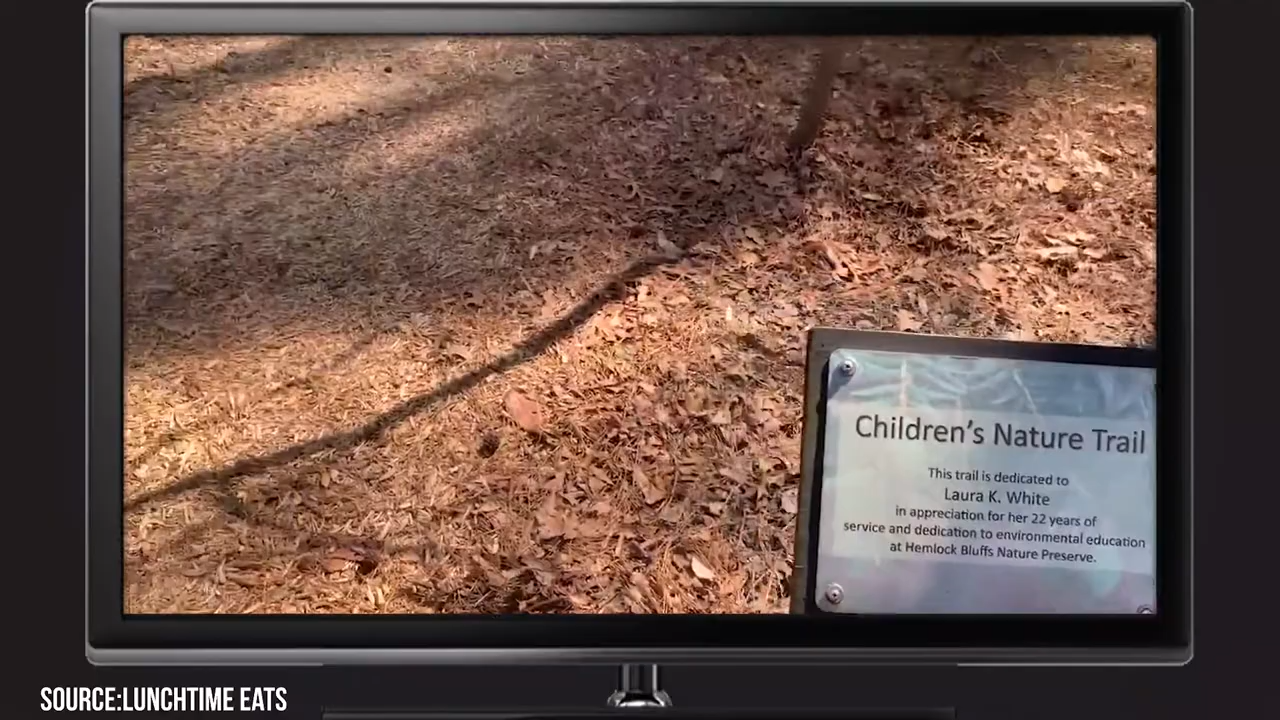 Children's Nature Trail
This trail is dedicated to
Laura K. White
in appreciation for her 22 years of
service and dedication to environmental education
at Hemlock Bluffs Nature Preserve.
SOURCE:LUNCHTIME EATS